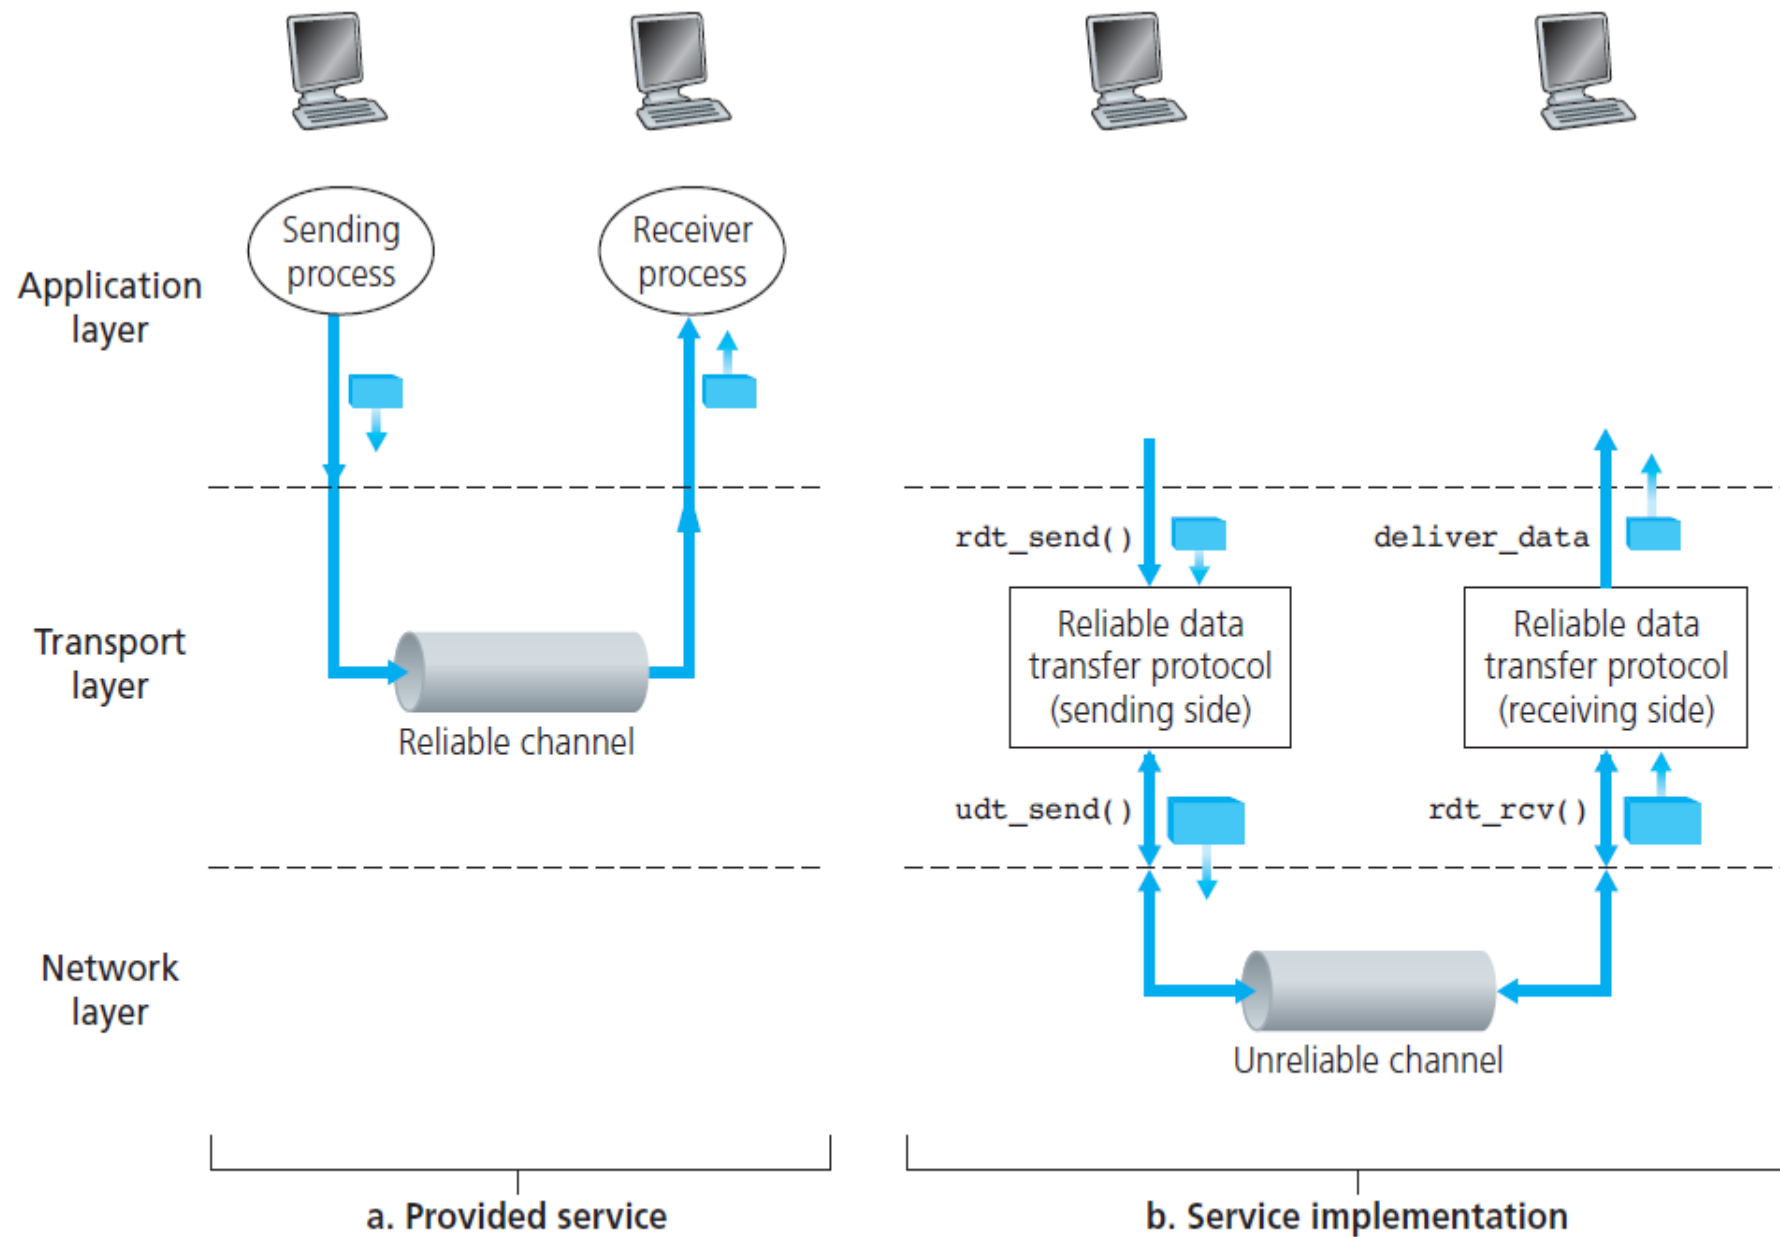 Sending
process
Receiver
process
Application
layer
rdt_send()
deliver_data
Reliable data
transfer protocol
(sending side)
Reliable data
transfer protocol
(receiving side)
Transport
layer
Reliable channel
udt_send()
rdt_rcv()
Network
layer
Unreliable channel
a. Provided service
b. Service implementation